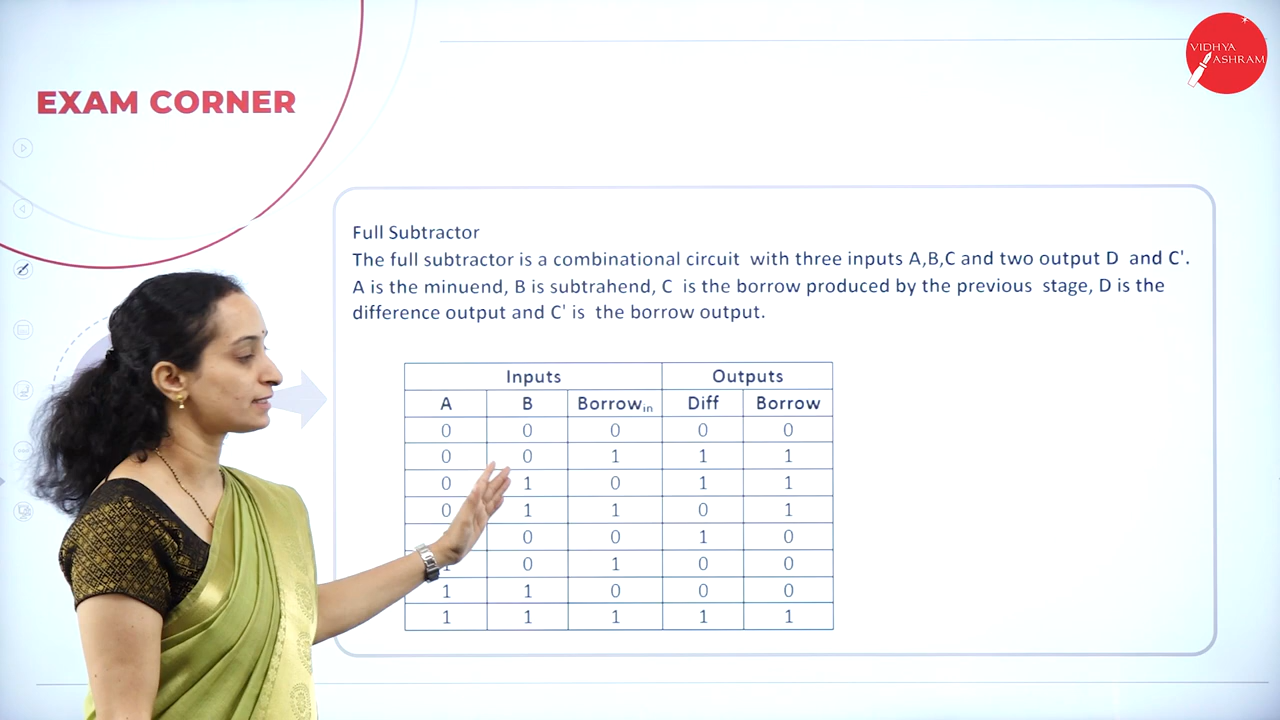 VIDHYA
ASHRAM
EXAM CORNER
Full Subtractor
The full subtractor is a combinational circuit with three inputs A,B,C and two output D and C'.
A is the minuend, B is subtrahend, C is the borrow produced by the previous stage, D is the
difference output and C' is the borrow output.
Inputs Outputs
A B Borrowin Diff Borrow
0 0 0 0 0
0 0 1 1 1
0 1 0 1 1
0 1 1 0 1
0 0 1 0
0 1 0 0
1 1 0 0 0
1 1 1 1 1